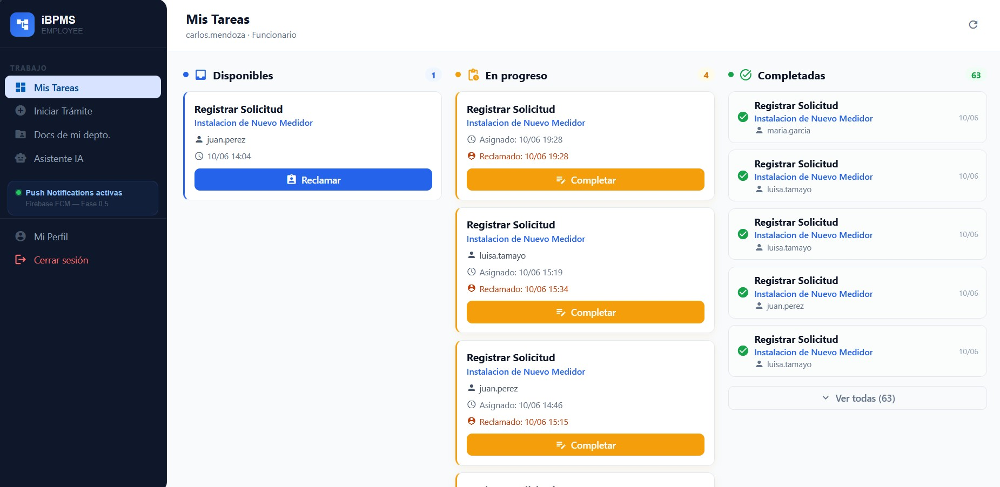 iBPMS
EMPLOYEE
TRABAJO
Mis Tareas
Iniciar Trámite
Docs de mi depto.
Asistente IA
Push Notifications activas
Firebase FCM — Fase 0.5
Mi Perfil
Cerrar sesión
Mis Tareas
carlos.mendoza · Funcionario
Disponibles 1
Registrar Solicitud
Instalacion de Nuevo Medidor
juan.perez
10/06 14:04
Reclamar
En progreso 4
Registrar Solicitud
Instalacion de Nuevo Medidor
Asignado: 10/06 19:28
Reclamado: 10/06 19:28
Completar
Registrar Solicitud
Instalacion de Nuevo Medidor
luisa.tamayo
Asignado: 10/06 15:19
Reclamado: 10/06 15:34
Completar
Registrar Solicitud
Instalacion de Nuevo Medidor
juan.perez
Asignado: 10/06 14:46
Reclamado: 10/06 15:15
Completar
Completadas 63
Registrar Solicitud
Instalacion de Nuevo Medidor 10/06
maria.garcia
Registrar Solicitud
Instalacion de Nuevo Medidor 10/06
luisa.tamayo
Registrar Solicitud
Instalacion de Nuevo Medidor 10/06
luisa.tamayo
Registrar Solicitud
Instalacion de Nuevo Medidor 10/06
juan.perez
Registrar Solicitud
Instalacion de Nuevo Medidor 10/06
luisa.tamayo
Ver todas (63)